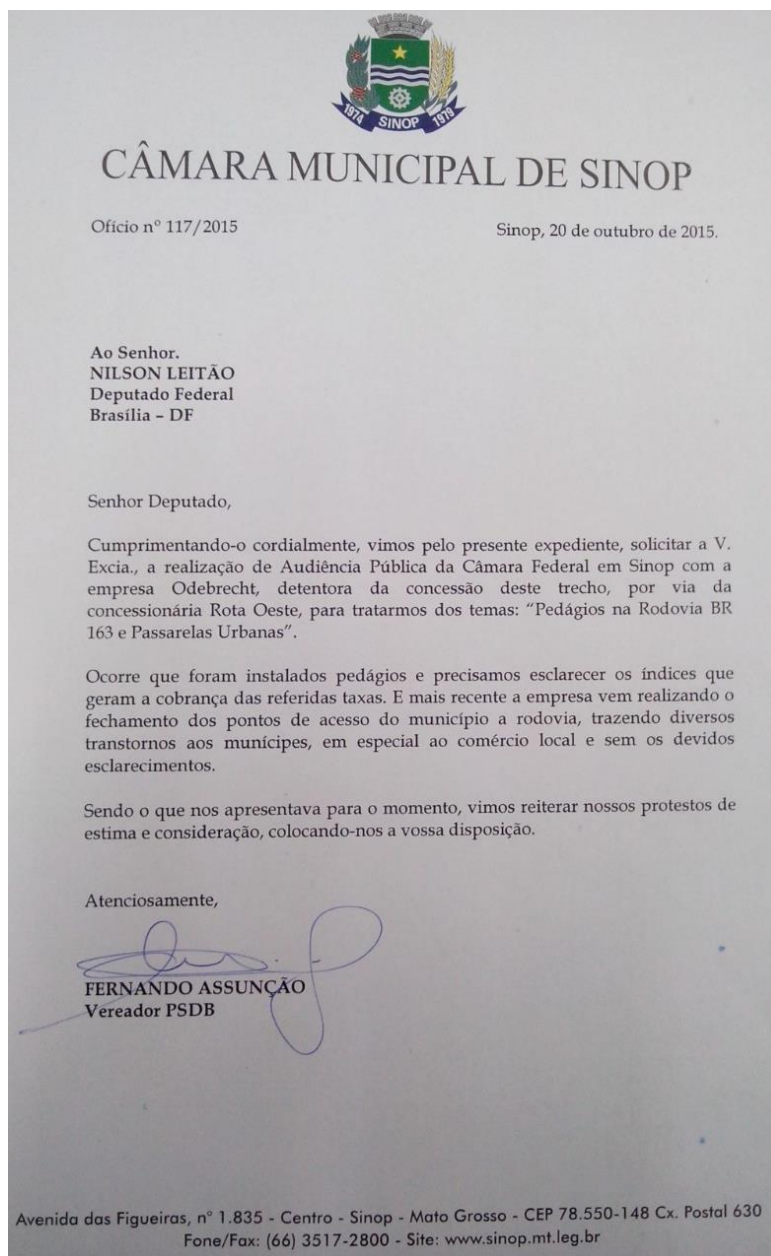 1974 SINOP 1979
CÂMARA MUNICIPAL DE SINOP
Ofício nº 117/2015
Sinop, 20 de outubro de 2015.
Ao Senhor.
NILSON LEITÃO
Deputado Federal
Brasília – DF
Senhor Deputado,
Cumprimentando-o cordialmente, vimos pelo presente expediente, solicitar a V.
Excia., a realização de Audiência Pública da Câmara Federal em Sinop com a
empresa Odebrecht, detentora da concessão deste trecho, por via da
concessionária Rota Oeste, para tratarmos dos temas: “Pedágios na Rodovia BR
163 e Passarelas Urbanas”.
Ocorre que foram instalados pedágios e precisamos esclarecer os índices que
geram a cobrança das referidas taxas. E mais recente a empresa vem realizando o
fechamento dos pontos de acesso do município a rodovia, trazendo diversos
transtornos aos munícipes, em especial ao comércio local e sem os devidos
esclarecimentos.
Sendo o que nos apresentava para o momento, vimos reiterar nossos protestos de
estima e consideração, colocando-nos a vossa disposição.
Atenciosamente,
FERNANDO ASSUNÇÃO
Vereador PSDB
Avenida das Figueiras, nº 1.835 - Centro - Sinop - Mato Grosso - CEP 78.550-148 Cx. Postal 630
Fone/Fax: (66) 3517-2800 - Site: www.sinop.mt.leg.br